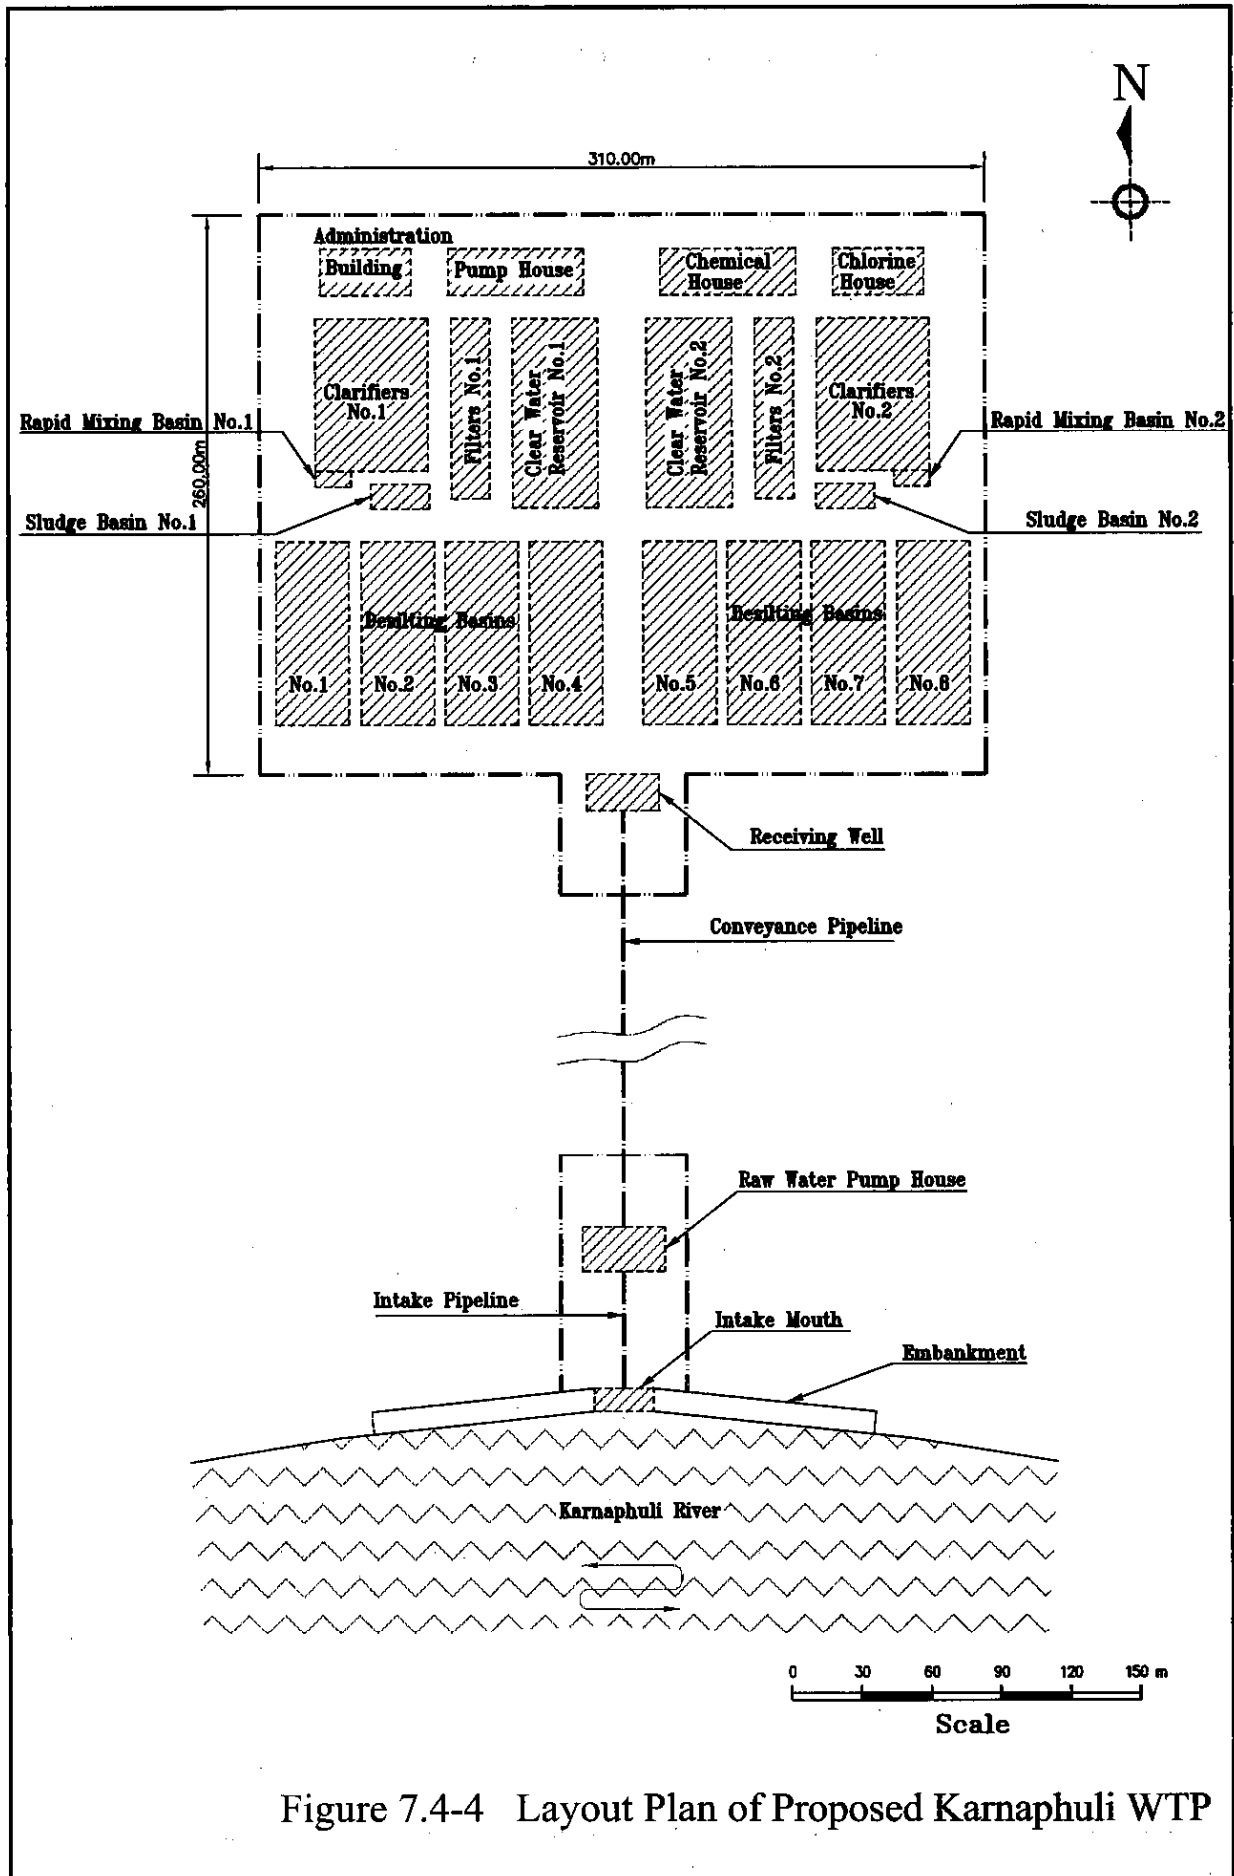 N
310.00m
Administration
Building
Pump House
Chemical
House
Chlorine
House
Clarifiers
No.1
Filters No.1
Clear Water
Reservoir No.1
Clear Water
Reservoir No.2
Filters No.2
Clarifiers
No.2
Rapid Mixing Basin No.1
Rapid Mixing Basin No.2
260.00m
Sludge Basin No.1
Sludge Basin No.2
Desilting Basins
Desilting Basins
No.1 No.2 No.3 No.4 No.5 No.6 No.7 No.8
Receiving Well
Conveyance Pipeline
Raw Water Pump House
Intake Pipeline
Intake Mouth
Embankment
Karnaphuli River
0 30 60 90 120 150 m
Scale
Figure 7.4-4 Layout Plan of Proposed Karnaphuli WTP